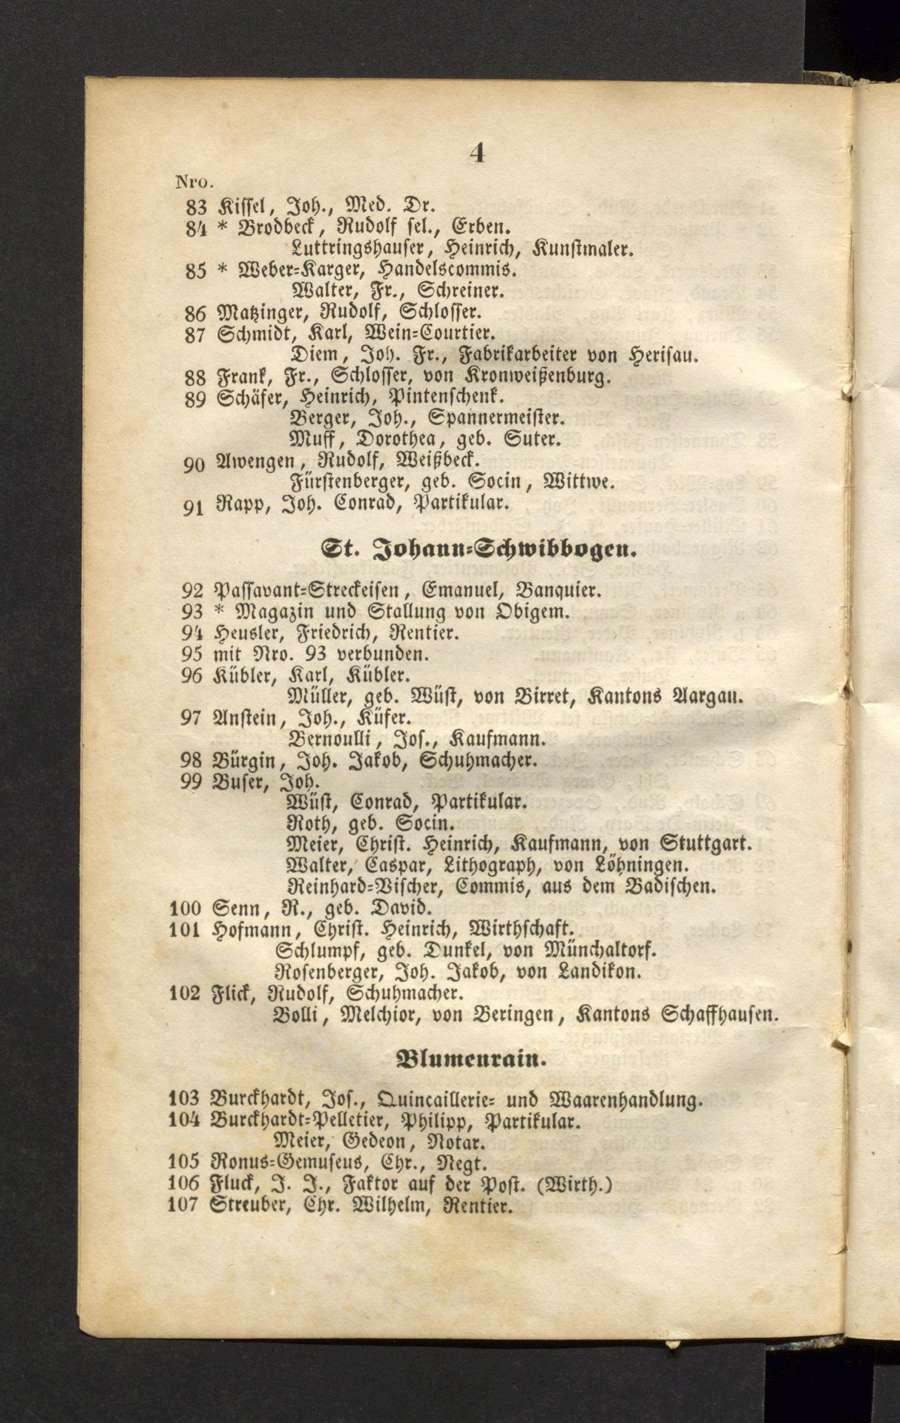 4
Nro.
83 Kissel, Joh., Med. Dr.
84 * Brodbeck, Rudolf sel., Erben.
Luttringshauser, Heinrich, Kunstmaler.
85 * Weber-Karger, Handelscommis.
Walter, Fr., Schreiner.
86 Matzinger, Rudolf, Schlosser.
87 Schmidt, Karl, Wein-Courtier.
Diem, Joh. Fr., Fabrikarbeiter von Herisau.
88 Frank, Fr., Schlosser, von Kronweißenburg.
89 Schäfer, Heinrich, Pintenschenk.
Berger, Joh., Spannermeister.
Muff, Dorothea, geb. Suter.
90 Awengen, Rudolf, Weißbeck.
Fürstenberger, geb. Socin, Wittwe.
91 Rapp, Joh. Conrad, Partikular.
St. Johann-Schwibbogen.
92 Passavant-Streckeisen, Emanuel, Banquier.
93 * Magazin und Stallung von Obigem.
94 Heusler, Friedrich, Rentier.
95 mit Nro. 93 verbunden.
96 Kübler, Karl, Kübler.
Müller, geb. Wüst, von Birret, Kantons Aargau.
97 Anstein, Joh., Küfer.
Bernoulli, Jos., Kaufmann.
98 Bürgin, Joh. Jakob, Schuhmacher.
99 Buser, Joh.
Wüst, Conrad, Partikular.
Roth, geb. Socin.
Meier, Christ. Heinrich, Kaufmann, von Stuttgart.
Walter, Caspar, Lithograph, von Löhningen.
Reinhard-Vischer, Commis, aus dem Badischen.
100 Senn, R., geb. David.
101 Hofmann, Christ. Heinrich, Wirthschaft.
Schlumpf, geb. Dunkel, von Münchaltorf.
Rosenberger, Joh. Jakob, von Landikon.
102 Flick, Rudolf, Schuhmacher.
Bolli, Melchior, von Beringen, Kantons Schaffhausen.
Blumenrain.
103 Burckhardt, Jos., Quincaillerie- und Waarenhandlung.
104 Burckhardt-Pelletier, Philipp, Partikular.
Meier, Gedeon, Notar.
105 Ronus-Gemuseus, Chr., Negt.
106 Fluck, J. J., Faktor auf der Post. (Wirth.)
107 Streuber, Chr. Wilhelm, Rentier.